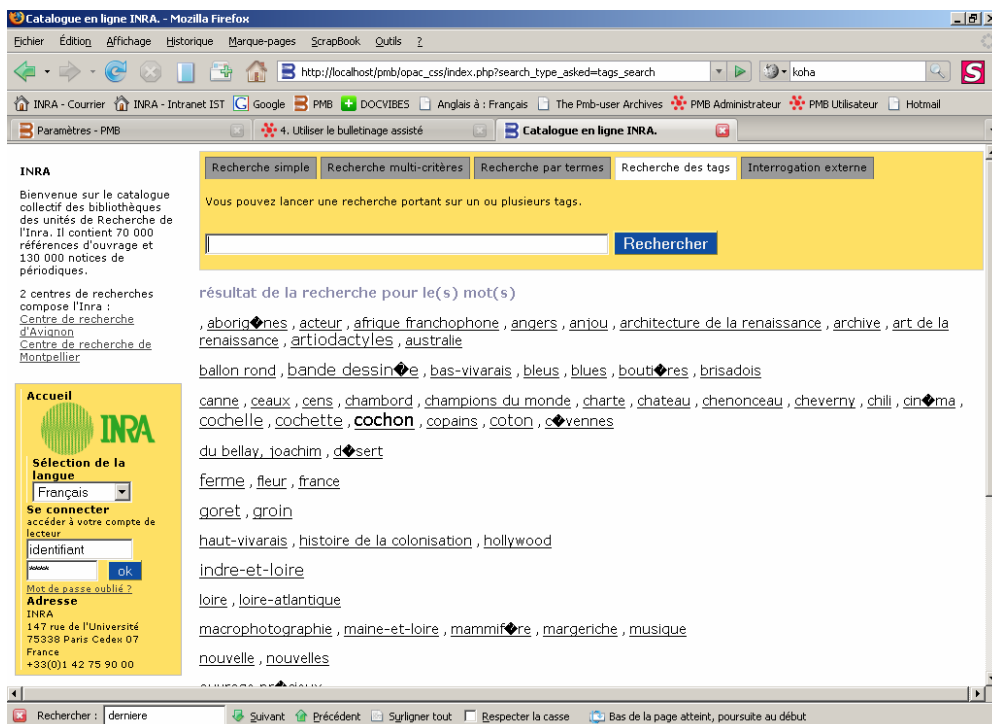 Catalogue en ligne INRA. - Mozilla Firefox
Fichier Édition Affichage Historique Marque-pages ScrapBook Outils ?
http://localhost/pmb/opac_css/index.php?search_type_asked=tags_search koha S
INRA - Courrier INRA - Intranet IST Google PMB DOCVIBES Anglais à : Français The Pmb-user Archives PMB Administrateur PMB Utilisateur Hotmail
Paramètres - PMB 4. Utiliser le bulletinage assisté Catalogue en ligne INRA.
INRA
Bienvenue sur le catalogue
collectif des bibliothèques
des unités de Recherche de
l'Inra. Il contient 70 000
références d'ouvrage et
130 000 notices de
périodiques.
2 centres de recherches
compose l'Inra :
Centre de recherche
d'Avignon
Centre de recherche de
Montpellier
Accueil
INRA
Sélection de la
langue
Français
Se connecter
accéder à votre compte de
lecteur
identifiant
**** ok
Mot de passe oublié ?
Adresse
INRA
147 rue de l'Université
75338 Paris Cedex 07
France
+33(0)1 42 75 90 00
Recherche simple Recherche multi-critères Recherche par termes Recherche des tags Interrogation externe
Vous pouvez lancer une recherche portant sur un ou plusieurs tags.
Rechercher
résultat de la recherche pour le(s) mot(s)
, aborig�nes , acteur , afrique franchophone , angers , anjou , architecture de la renaissance , archive , art de la
renaissance , artiodactyles , australie
ballon rond , bande dessin�e , bas-vivarais , bleus , blues , bouti�res , brisadois
canne , ceaux , cens , chambord , champions du monde , charte , chateau , chenonceau , cheverny , chili , cin�ma ,
cochelle , cochette , cochon , copains , coton , c�vennes
du bellay, joachim , d�sert
ferme , fleur , france
goret , groin
haut-vivarais , histoire de la colonisation , hollywood
indre-et-loire
loire , loire-atlantique
macrophotographie , maine-et-loire , mammif�re , margeriche , musique
nouvelle , nouvelles
ouvrage pr�cieux
Rechercher : derniere Suivant Précédent Surligner tout Respecter la casse Bas de la page atteint, poursuite au début